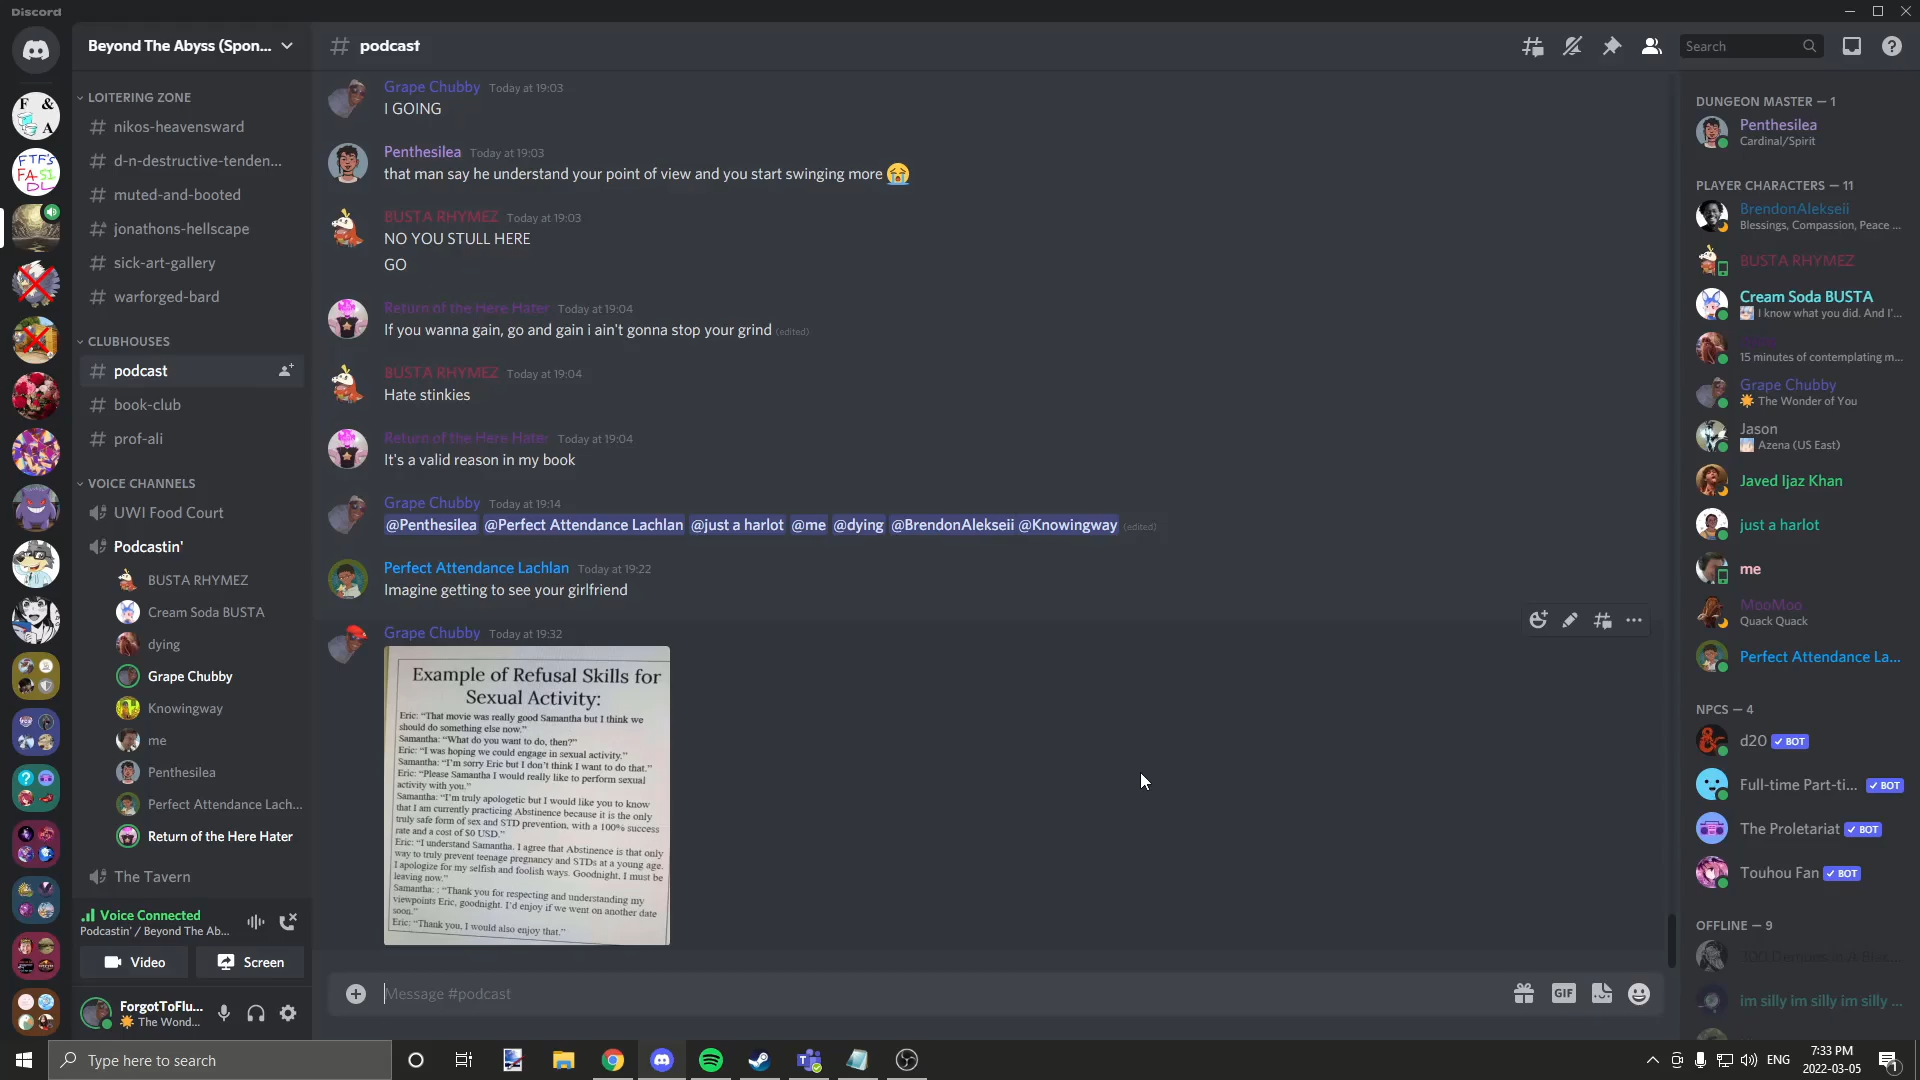 Discord
Beyond The Abyss (Spon...
podcast
Search
LOITERING ZONE
nikos-heavensward
d-n-destructive-tenden...
muted-and-booted
jonathons-hellscape
sick-art-gallery
warforged-bard
CLUBHOUSES
podcast
book-club
prof-ali
VOICE CHANNELS
UWI Food Court
Podcastin'
BUSTA RHYMEZ
Cream Soda BUSTA
dying
Grape Chubby
Knowingway
me
Penthesilea
Perfect Attendance Lach...
Return of the Here Hater
The Tavern
Voice Connected
Podcastin' / Beyond The Ab...
Video
Screen
ForgotToFlu...
The Wond...
F &
A
FTF'S
Grape Chubby Today at 19:03
I GOING
Penthesilea Today at 19:03
that man say he understand your point of view and you start swinging more 😭
BUSTA RHYMEZ Today at 19:03
NO YOU STULL HERE
GO
Return of the Here Hater Today at 19:04
If you wanna gain, go and gain i ain't gonna stop your grind (edited)
BUSTA RHYMEZ Today at 19:04
Hate stinkies
Return of the Here Hater Today at 19:04
It's a valid reason in my book
Grape Chubby Today at 19:14
@Penthesilea @Perfect Attendance Lachlan @just a harlot @me @dying @BrendonAlekseii @Knowingway (edited)
Perfect Attendance Lachlan Today at 19:22
Imagine getting to see your girlfriend
Grape Chubby Today at 19:32
Example of Refusal Skills for
Sexual Activity:
Eric: "That movie was really good Samantha but I think we
should do something else now."
Samantha: "What do you want to do, then?"
Eric: "I was hoping we could engage in sexual activity."
Samantha: "I'm sorry Eric but I don't think I want to do that."
Eric: "Please Samantha I would really like to perform sexual
activity with you."
Samantha: "I'm truly apologetic but I would like you to know
that I am currently practicing Abstinence because it is the only
truly safe form of sex and STD prevention, with a 100% success
rate and a cost of $0 USD."
Eric: "I understand Samantha. I agree that Abstinence is that only
way to truly prevent teenage pregnancy and STDs at a young age.
I apologize for my selfish and foolish ways. Goodnight, I must be
leaving now."
Samantha: : "Thank you for respecting and understanding my
viewpoints Eric, goodnight. I'd enjoy if we went on another date
soon."
Eric: "Thank you, I would also enjoy that."
Message #podcast
GIF
DUNGEON MASTER — 1
Penthesilea
Cardinal/Spirit
PLAYER CHARACTERS — 11
BrendonAlekseii
Blessings, Compassion, Peace ...
BUSTA RHYMEZ
Cream Soda BUSTA
I know what you did. And I'...
dying
15 minutes of contemplating m...
Grape Chubby
The Wonder of You
Jason
Azena (US East)
Javed Ijaz Khan
just a harlot
me
MooMoo
Quack Quack
Perfect Attendance La...
NPCS — 4
d20 BOT
Full-time Part-ti... BOT
The Proletariat BOT
Touhou Fan BOT
OFFLINE — 9
im silly im silly im silly ...
Type here to search
ENG
7:33 PM
2022-03-05
1